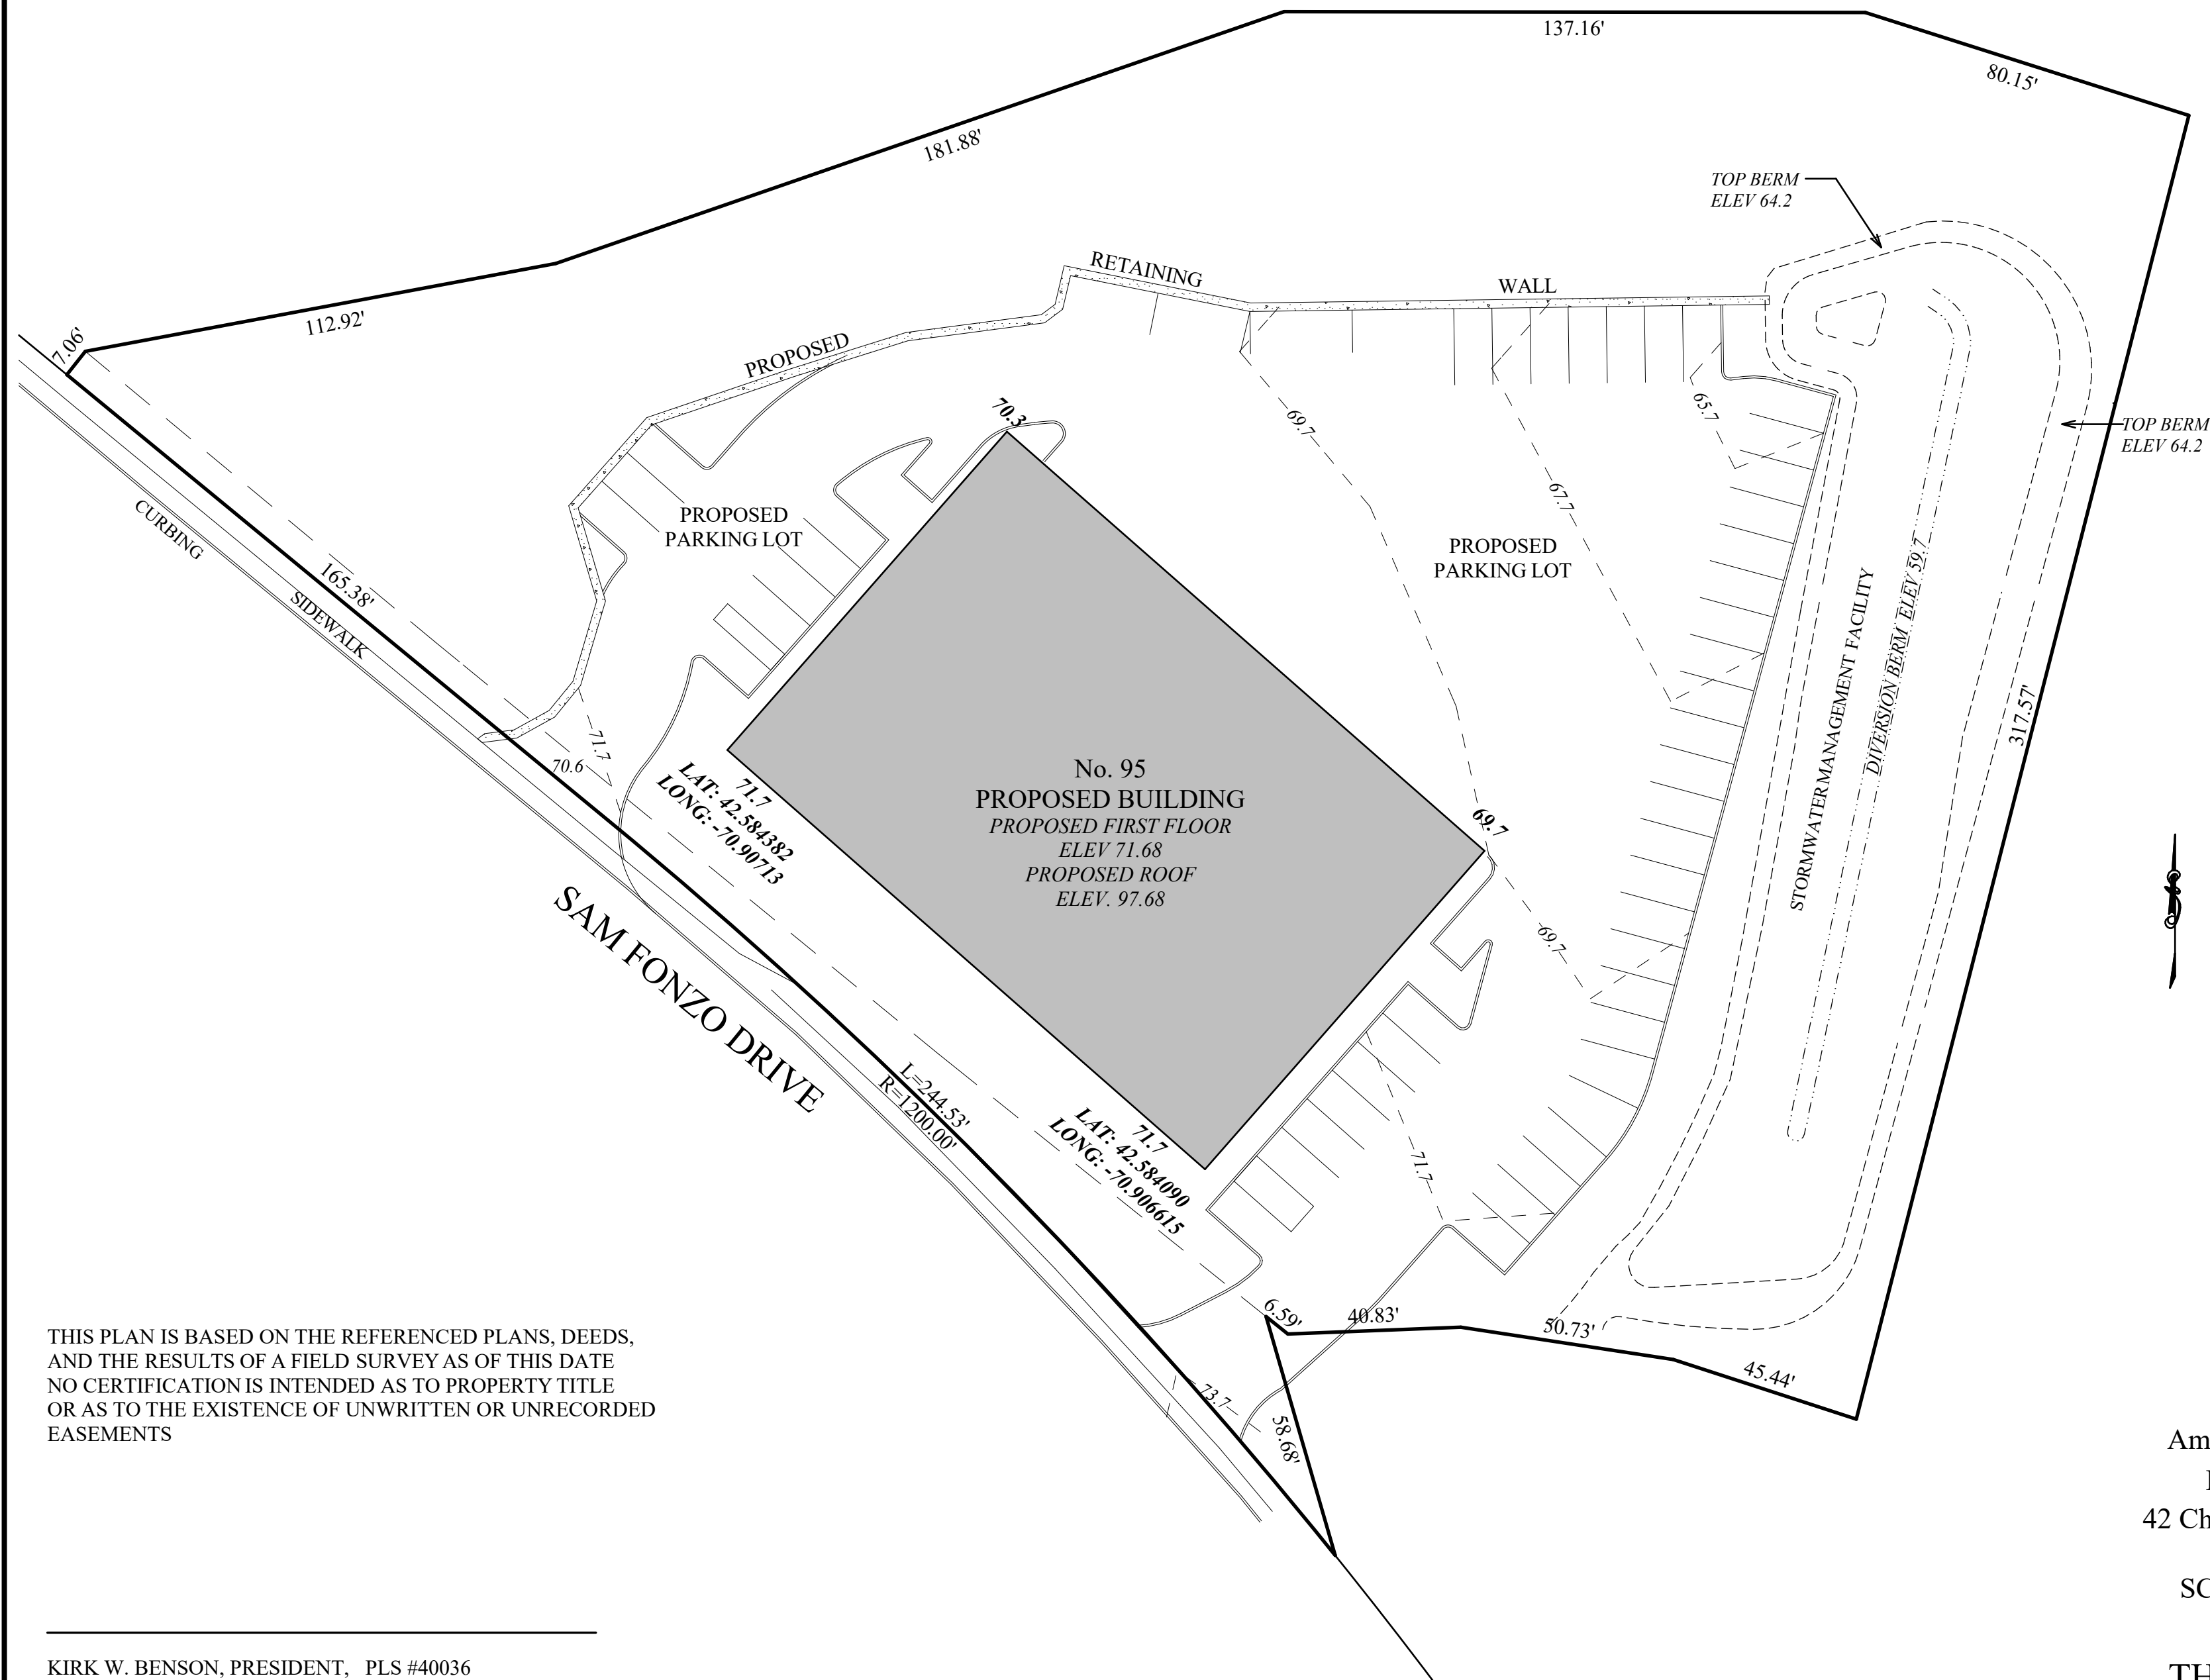 137.16'
80.15'
181.88'
TOP BERM
ELEV 64.2
RETAINING
WALL
7.06'
112.92'
PROPOSED
70.3
69.7
65.7
TOP BERM
ELEV 64.2
67.7
CURBING
PROPOSED
PARKING LOT
PROPOSED
PARKING LOT
165.38'
SIDEWALK
STORMWATER MANAGEMENT FACILITY
DIVERSION BERM ELEV 59.7
317.57'
71.7
70.6
71.7
LAT: 42.584382
LONG: -70.90713
No. 95
PROPOSED BUILDING
PROPOSED FIRST FLOOR
ELEV 71.68
PROPOSED ROOF
ELEV. 97.68
69.7
69.7
SAM FONZO DRIVE
L=244.53'
R=1200.00'
71.7
LAT: 42.584090
LONG: -70.906615
71.7
6.59'
40.83'
50.73'
45.44'
73.7
58.68'
THIS PLAN IS BASED ON THE REFERENCED PLANS, DEEDS,
AND THE RESULTS OF A FIELD SURVEY AS OF THIS DATE
NO CERTIFICATION IS INTENDED AS TO PROPERTY TITLE
OR AS TO THE EXISTENCE OF UNWRITTEN OR UNRECORDED
EASEMENTS
42
KIRK W. BENSON, PRESIDENT, PLS #40036